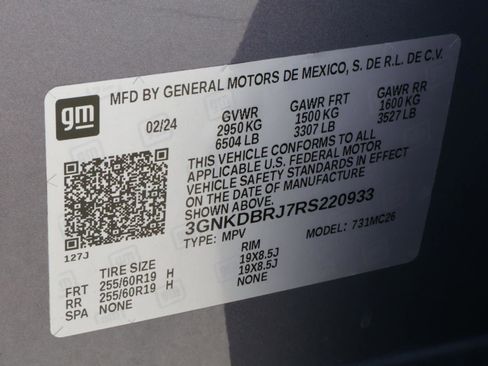 gm
MFD BY GENERAL MOTORS DE MEXICO, S. DE R.L. DE C.V.
02/24
GVWR GAWR FRT GAWR RR
2950 KG 1500 KG 1600 KG
6504 LB 3307 LB 3527 LB
THIS VEHICLE CONFORMS TO ALL
APPLICABLE U.S. FEDERAL MOTOR
VEHICLE SAFETY STANDARDS IN EFFECT
ON THE DATE OF MANUFACTURE SHOWN ABOVE.
3GNKDBRJ7RS220933
127J
TYPE: MPV MODEL: 731MC26
TIRE SIZE RIM
FRT 255/60R19 H 19X8.5J
RR 255/60R19 H 19X8.5J
SPA NONE NONE